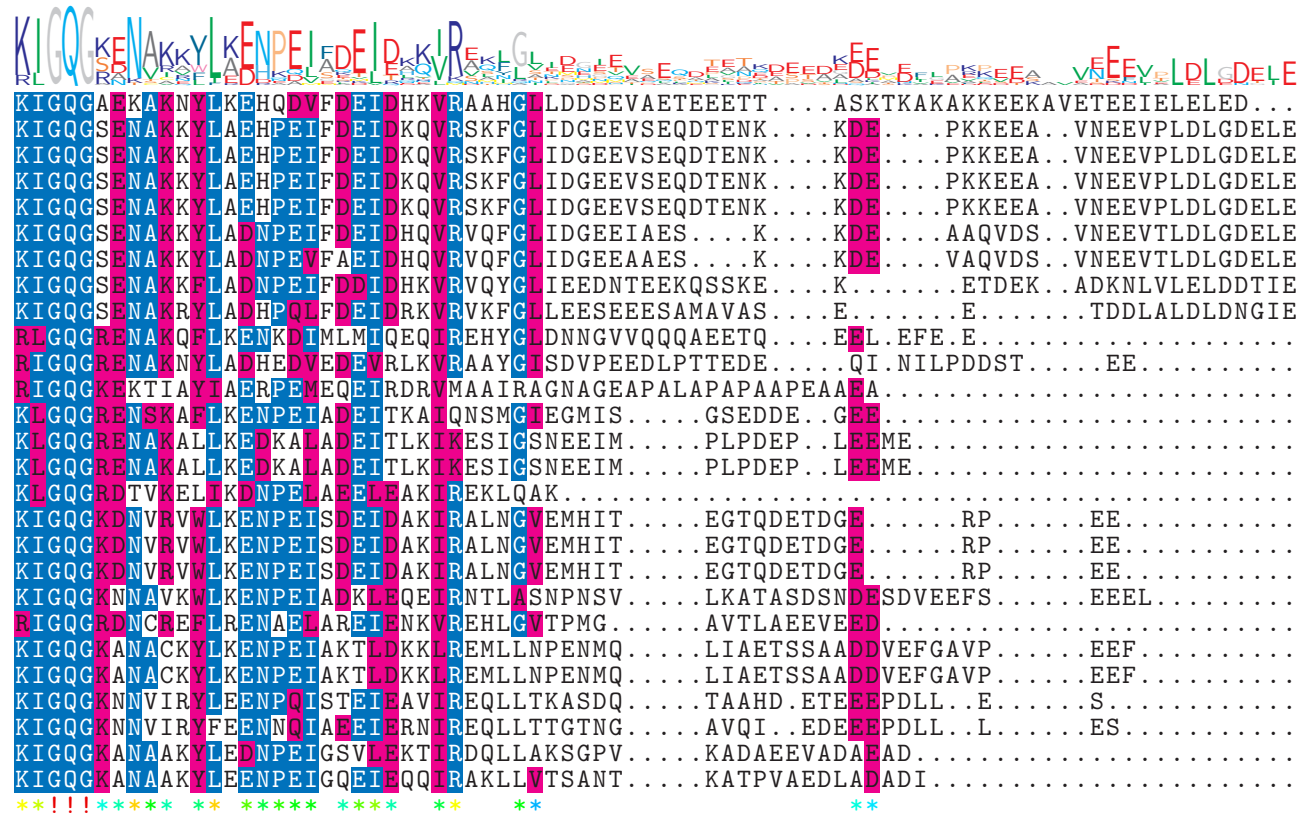 KIGQGKENAKKYLKENPEIFDEIDKKVR
KIGQGAEKAKNYLKEHQDVFDEIDHKVRAAHGLLDDSEVAETEEETT....ASKTKAKAKKEEKAVETEEIELELED...
KIGQGSENAKKYLAEHPEIFDEIDKQVRSKFGLIDGEEVSEQDTENK....KDE....PKKEEA..VNEEVPLDLGDELE
KIGQGSENAKKYLAEHPEIFDEIDKQVRSKFGLIDGEEVSEQDTENK....KDE....PKKEEA..VNEEVPLDLGDELE
KIGQGSENAKKYLAEHPEIFDEIDKQVRSKFGLIDGEEVSEQDTENK....KDE....PKKEEA..VNEEVPLDLGDELE
KIGQGSENAKKYLAEHPEIFDEIDKQVRSKFGLIDGEEVSEQDTENK....KDE....PKKEEA..VNEEVPLDLGDELE
KIGQGSENAKKYLADNPEIFDEIDHQVRVQFGLIDGEEIAES....K....KDE....AAQVDS..VNEEVTLDLGDELE
KIGQGSENAKKYLADNPEVFAEIDHQVRVQFGLIDGEEAAES....K....KDE....VAQVDS..VNEEVTLDLGDELE
KIGQGSENAKKFLADNPEIFDDIDHKVRVQYGLIEEDNTEEKQSSKE....K.......ETDEK..ADKNLVLELDDTIE
KIGQGSENAKRYLADHPQLFDEIDRKVRVKFGLLEESEEESAMAVAS....E.......E.......TDDLALDLDNGIE
RLGQGRENAKQFLKENKDIMLMIQEQIREHYGLDNNGVVQQQAEETQ....EEL.EFE.E....................
RIGQGRENAKNYLADHEDVEDEVRLKVRAAYGISDVPEEDLPTTEDE.....QI.NILPDDST.....EE..........
RIGQGKEKTIAYIAERPEMEQEIRDRVMAAIRAGNAGEAPALAPAPAAPEAAEA..........................
KLGQGRENSKAFLKENPEIADEITKAIQNSMGIEGMIS.....GSEDDE..GEE..........................
KLGQGRENAKALLKEDKALADEITLKIKESIGSNEEIM.....PLPDEP..LEEME........................
KLGQGRENAKALLKEDKALADEITLKIKESIGSNEEIM.....PLPDEP..LEEME........................
KLGQGRDTVKELIKDNPELAEELEAKIREKLQAK..............................................
KIGQGKDNVRVWLKENPEISDEIDAKIRALNGVEMHIT.....EGTQDETDGE......RP.......EE..........
KIGQGKDNVRVWLKENPEISDEIDAKIRALNGVEMHIT.....EGTQDETDGE......RP.......EE..........
KIGQGKDNVRVWLKENPEISDEIDAKIRALNGVEMHIT.....EGTQDETDGE......RP.......EE..........
KIGQGKNNAVKWLKENPEIADKLEQEIRNTLASNPNSV.....LKATASDSNDESDVEEFS......EEEL.........
RIGQGRDNCREFLRENAELAREIENKVREHLGVTPMG......AVTLAEEVEED..........................
KIGQGKANACKYLKENPEIAKTLDKKLREMLLNPENMQ.....LIAETSSAADDVEFGAVP......EEF..........
KIGQGKANACKYLKENPEIAKTLDKKLREMLLNPENMQ.....LIAETSSAADDVEFGAVP......EEF..........
KIGQGKNNVIRYLEENPQISTEIEAVIREQLLTKASDQ.....TAAHD.ETEEEPDLL..E......S............
KIGQGKNNVIRYFEENNQIAEEIERNIREQLLTTGTNG.....AVQI..EDEEEPDLL..L.......ES..........
KIGQGKANAAKYLEDNPEIGSVLEKTIRDQLLAKSGPV.....KADAEEVADAEAD........................
KIGQGKANAAKYLEENPEIGQEIEQQIRAKLLVTSANT.....KATPVAEDLADADI.......................
**!!!***** ** ***** **** ** ** **